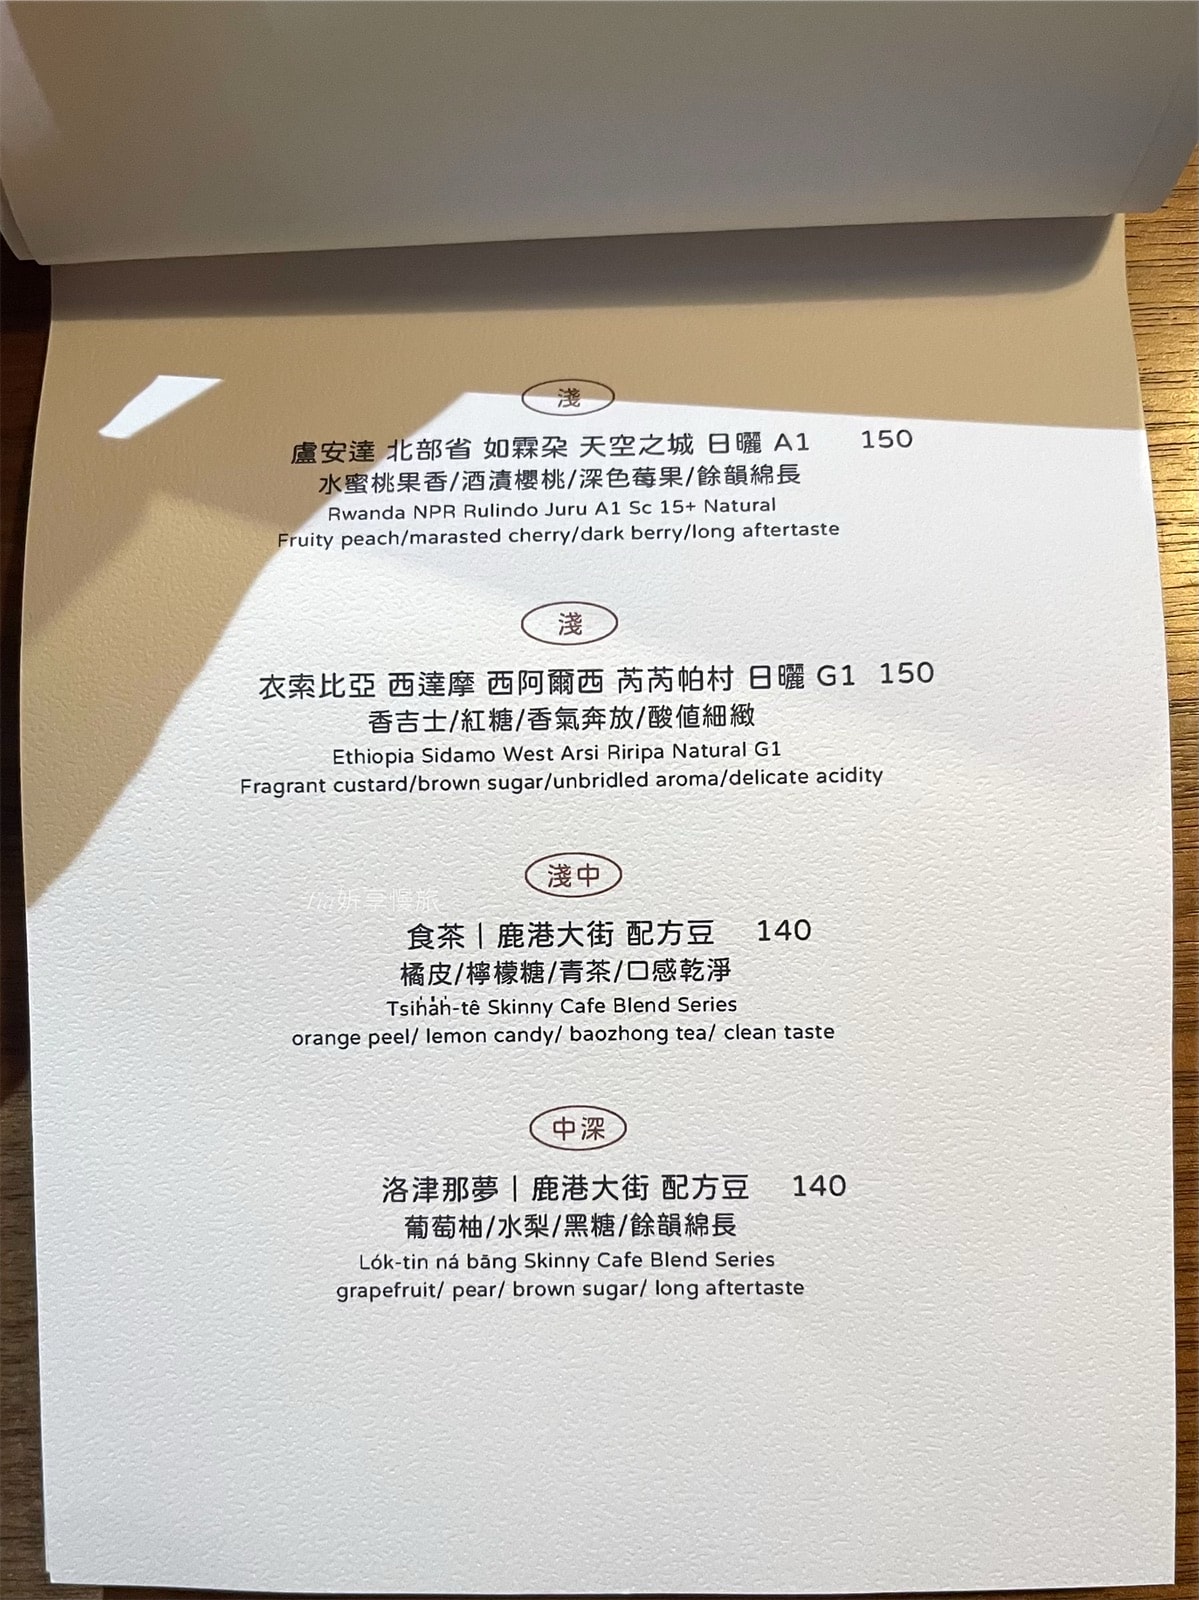 淺
盧安達 北部省 如霖朶 天空之城 日曬 A1 150
水蜜桃果香/酒漬櫻桃/深色莓果/餘韻綿長
Rwanda NPR Rulindo Juru A1 Sc 15+ Natural
Fruity peach/marasted cherry/dark berry/long aftertaste
淺
衣索比亞 西達摩 西阿爾西 芮芮帕村 日曬 G1 150
香吉士/紅糖/香氣奔放/酸值細緻
Ethiopia Sidamo West Arsi Riripa Natural G1
Fragrant custard/brown sugar/unbridled aroma/delicate acidity
淺中
妡享慢旅
食茶 | 鹿港大街 配方豆 140
橘皮/檸檬糖/青茶/口感乾淨
-tê Skinny Cafe Blend Series
orange peel/ lemon candy/ baozhong tea/ clean taste
中深
洛津那夢 | 鹿港大街 配方豆 140
葡萄柚/水梨/黑糖/餘韻綿長
Lók-tin ná bāng Skinny Cafe Blend Series
grapefruit/ pear/ brown sugar/ long aftertaste